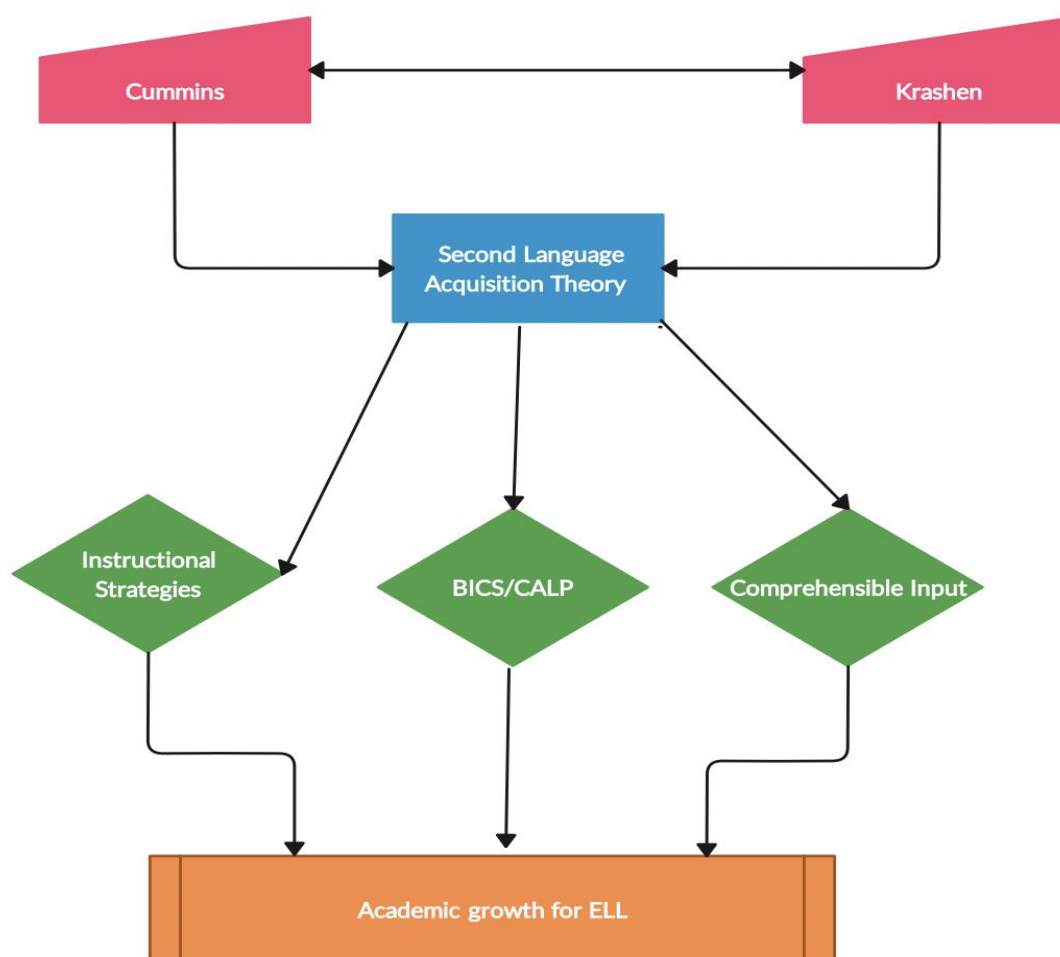 Cummins
Krashen
Second Language
Acquisition Theory
Instructional
Strategies
BICS/CALP
Comprehensible Input
Academic growth for ELL